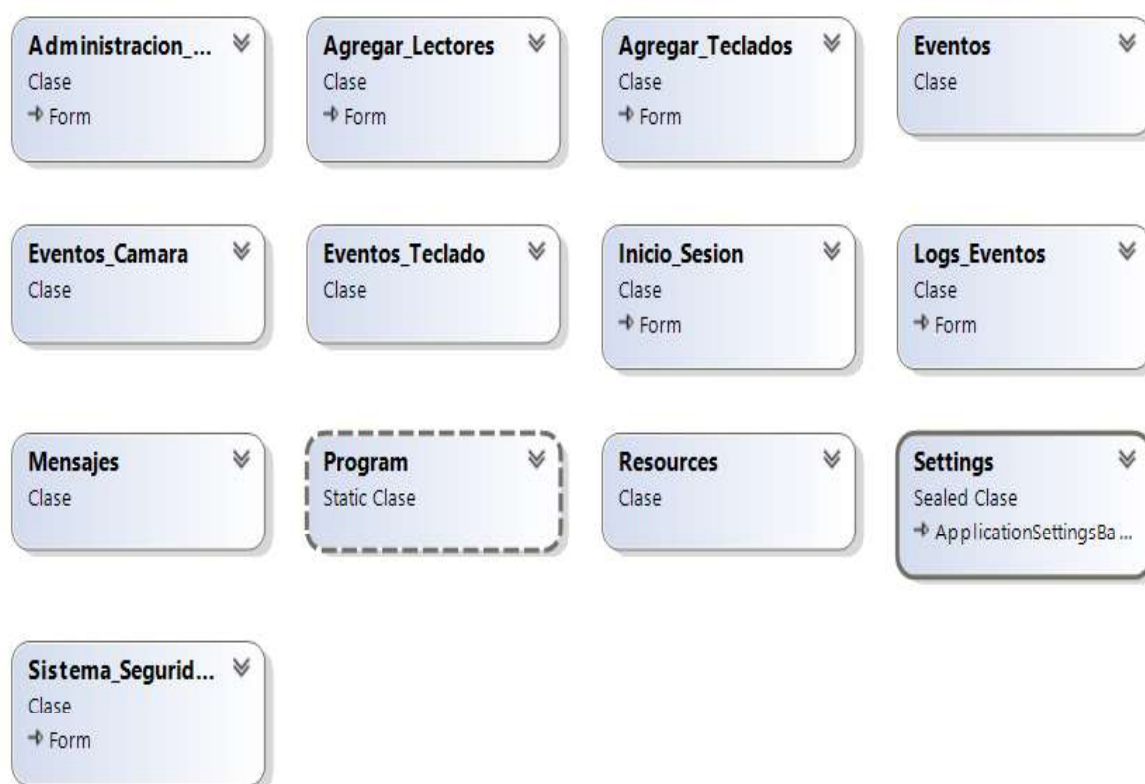 Administracion_...
Clase
Form
Agregar_Lectores
Clase
Form
Agregar_Teclados
Clase
Form
Eventos
Clase
Eventos_Camara
Clase
Eventos_Teclado
Clase
Inicio_Sesion
Clase
Form
Logs_Eventos
Clase
Form
Mensajes
Clase
Program
Static Clase
Resources
Clase
Settings
Sealed Clase
ApplicationSettingsBa...
Sistema_Segurid...
Clase
Form